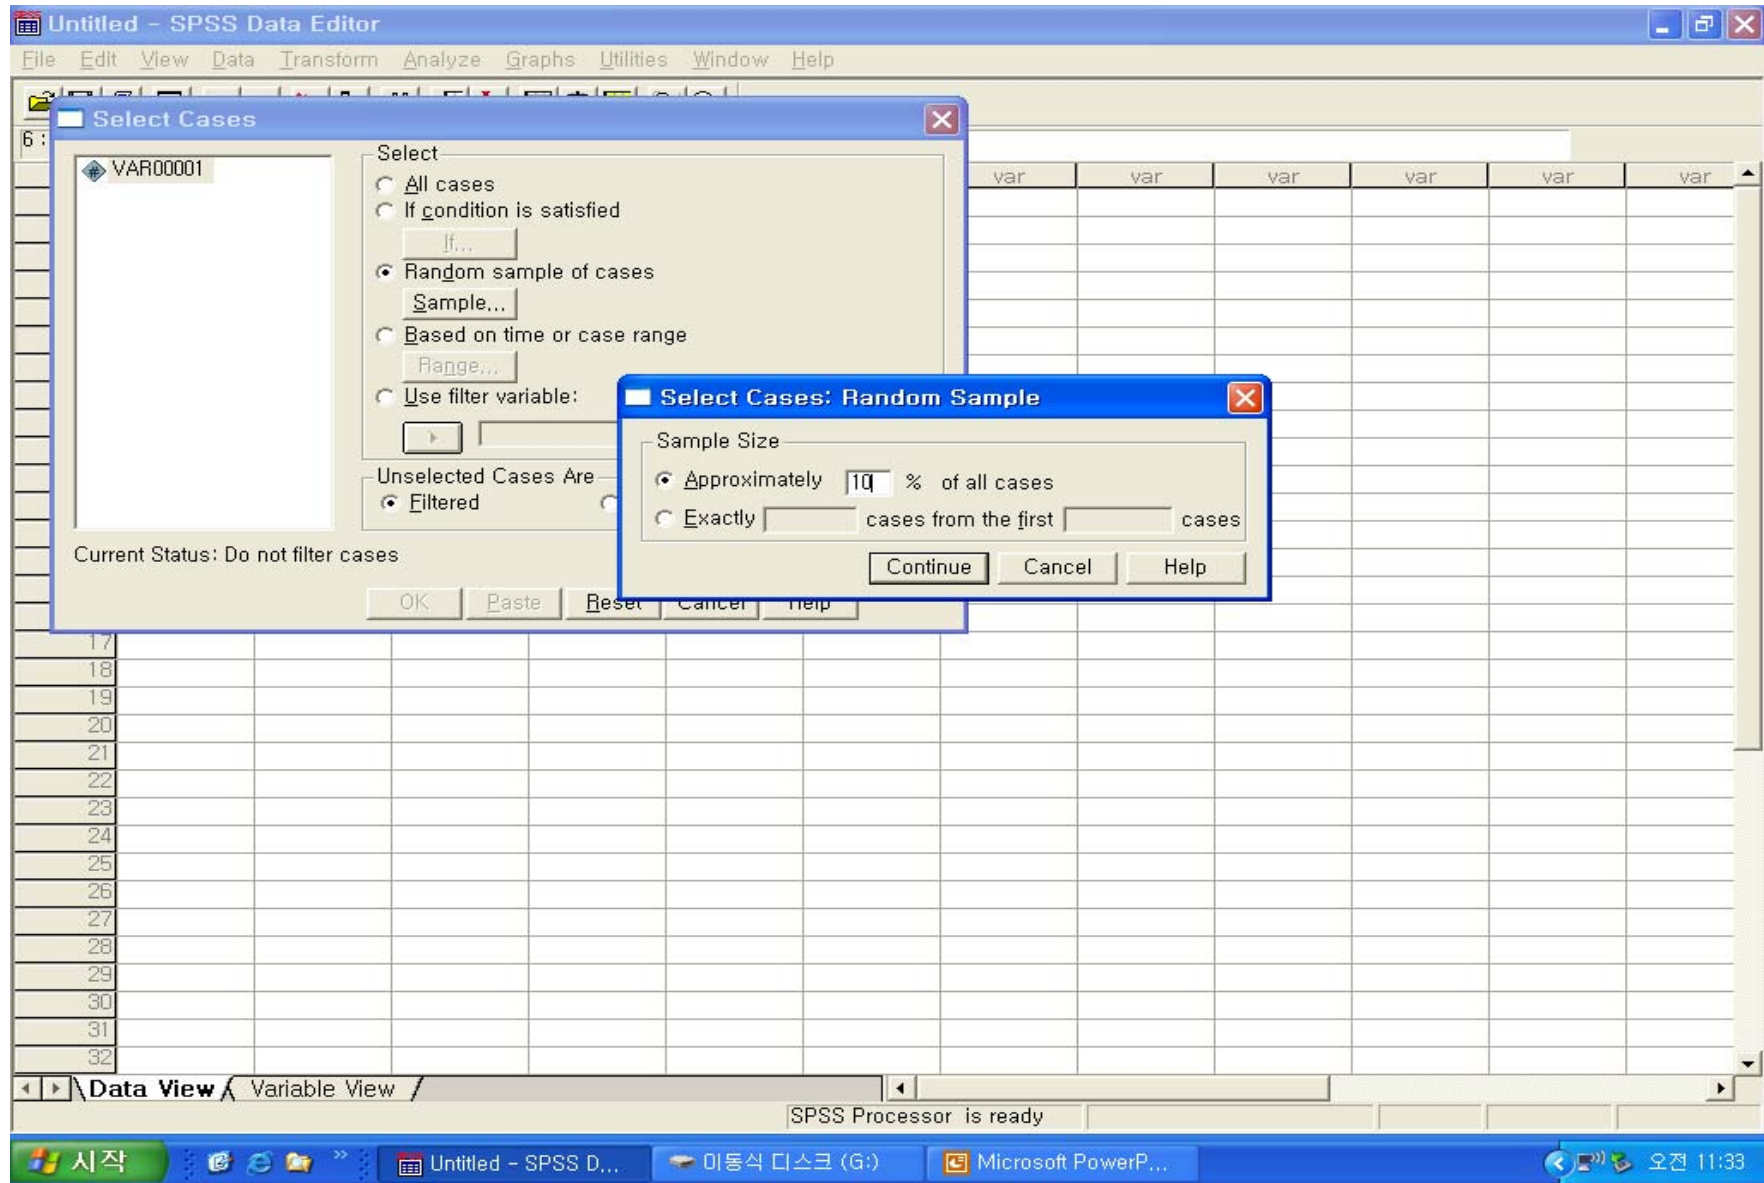 Untitled - SPSS Data Editor
File Edit View Data Transform Analyze Graphs Utilities Window Help
6 :
Select Cases
VAR00001
Select
All cases
If condition is satisfied
If...
Random sample of cases
Sample...
Based on time or case range
Range...
Use filter variable:
Unselected Cases Are
Filtered
Current Status: Do not filter cases
OK Paste Reset Cancel Help
Select Cases: Random Sample
Sample Size
Approximately 10 % of all cases
Exactly cases from the first cases
Continue Cancel Help
var var var var var var
17
18
19
20
21
22
23
24
25
26
27
28
29
30
31
32
Data View Variable View
SPSS Processor is ready
시작 Untitled - SPSS D... 이동식 디스크 (G:) Microsoft PowerP... 오전 11:33